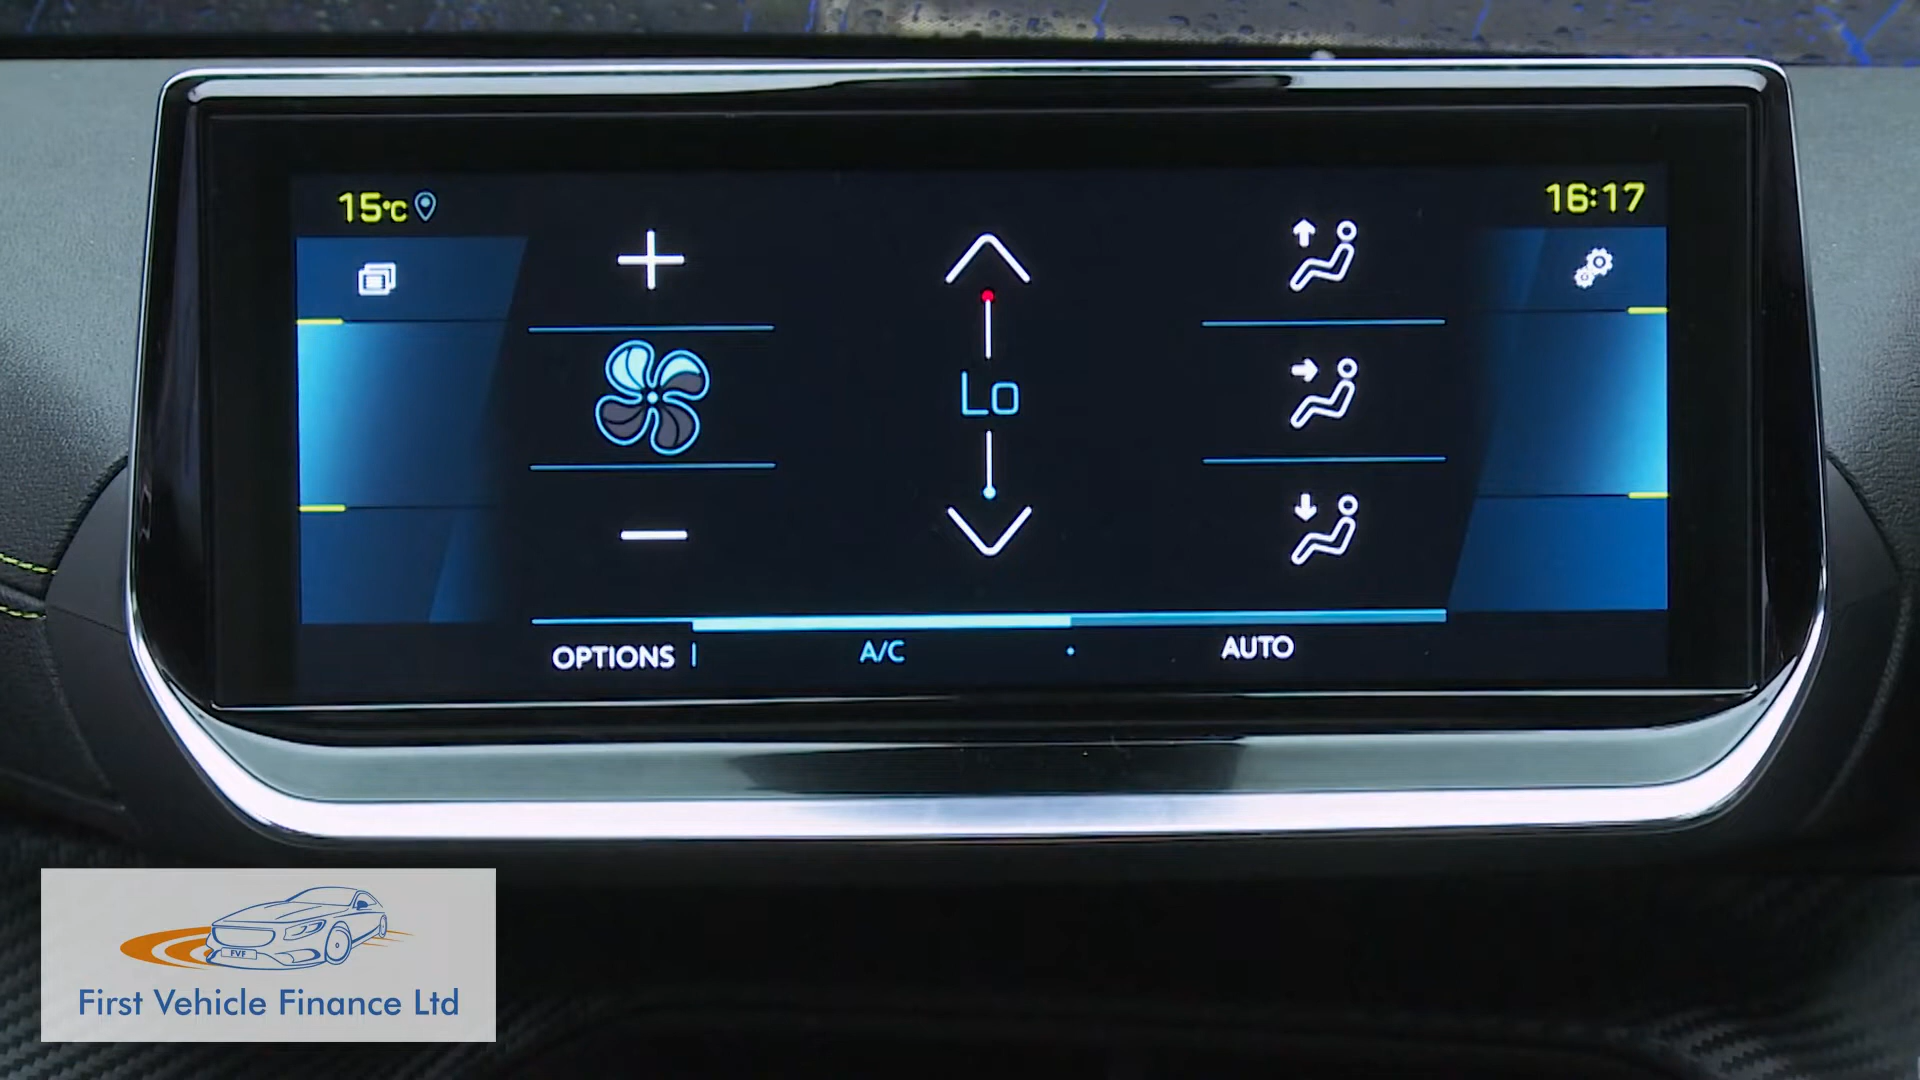 15°C
16:17
Lo
OPTIONS
A/C
AUTO
FVF
First Vehicle Finance Ltd